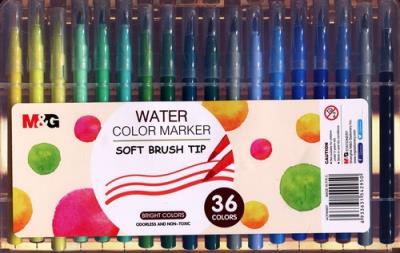 M&G
WATER
COLOR MARKER
SOFT BRUSH TIP
BRIGHT COLORS
ODORLESS AND NON-TOXIC
36
COLORS
CAUTION